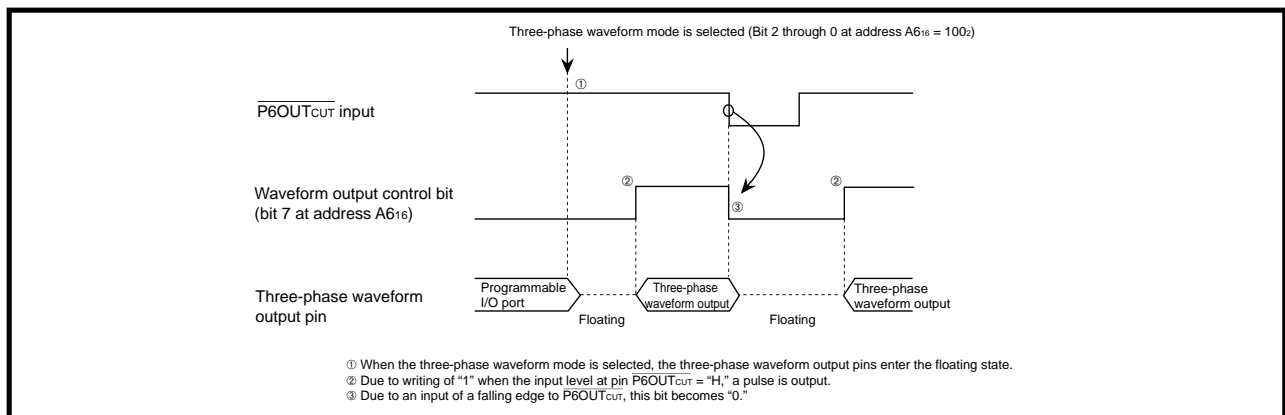 Three-phase waveform mode is selected (Bit 2 through 0 at address A6₁₆ = 100₂)
①
P6OUTCUT input
Waveform output control bit
(bit 7 at address A6₁₆)
②
③
②
Three-phase waveform
output pin
Programmable
I/O port
Floating
Three-phase
waveform output
Floating
Three-phase
waveform output
① When the three-phase waveform mode is selected, the three-phase waveform output pins enter the floating state.
② Due to writing of “1” when the input level at pin P6OUTCUT = “H,” a pulse is output.
③ Due to an input of a falling edge to P6OUTCUT, this bit becomes “0.”